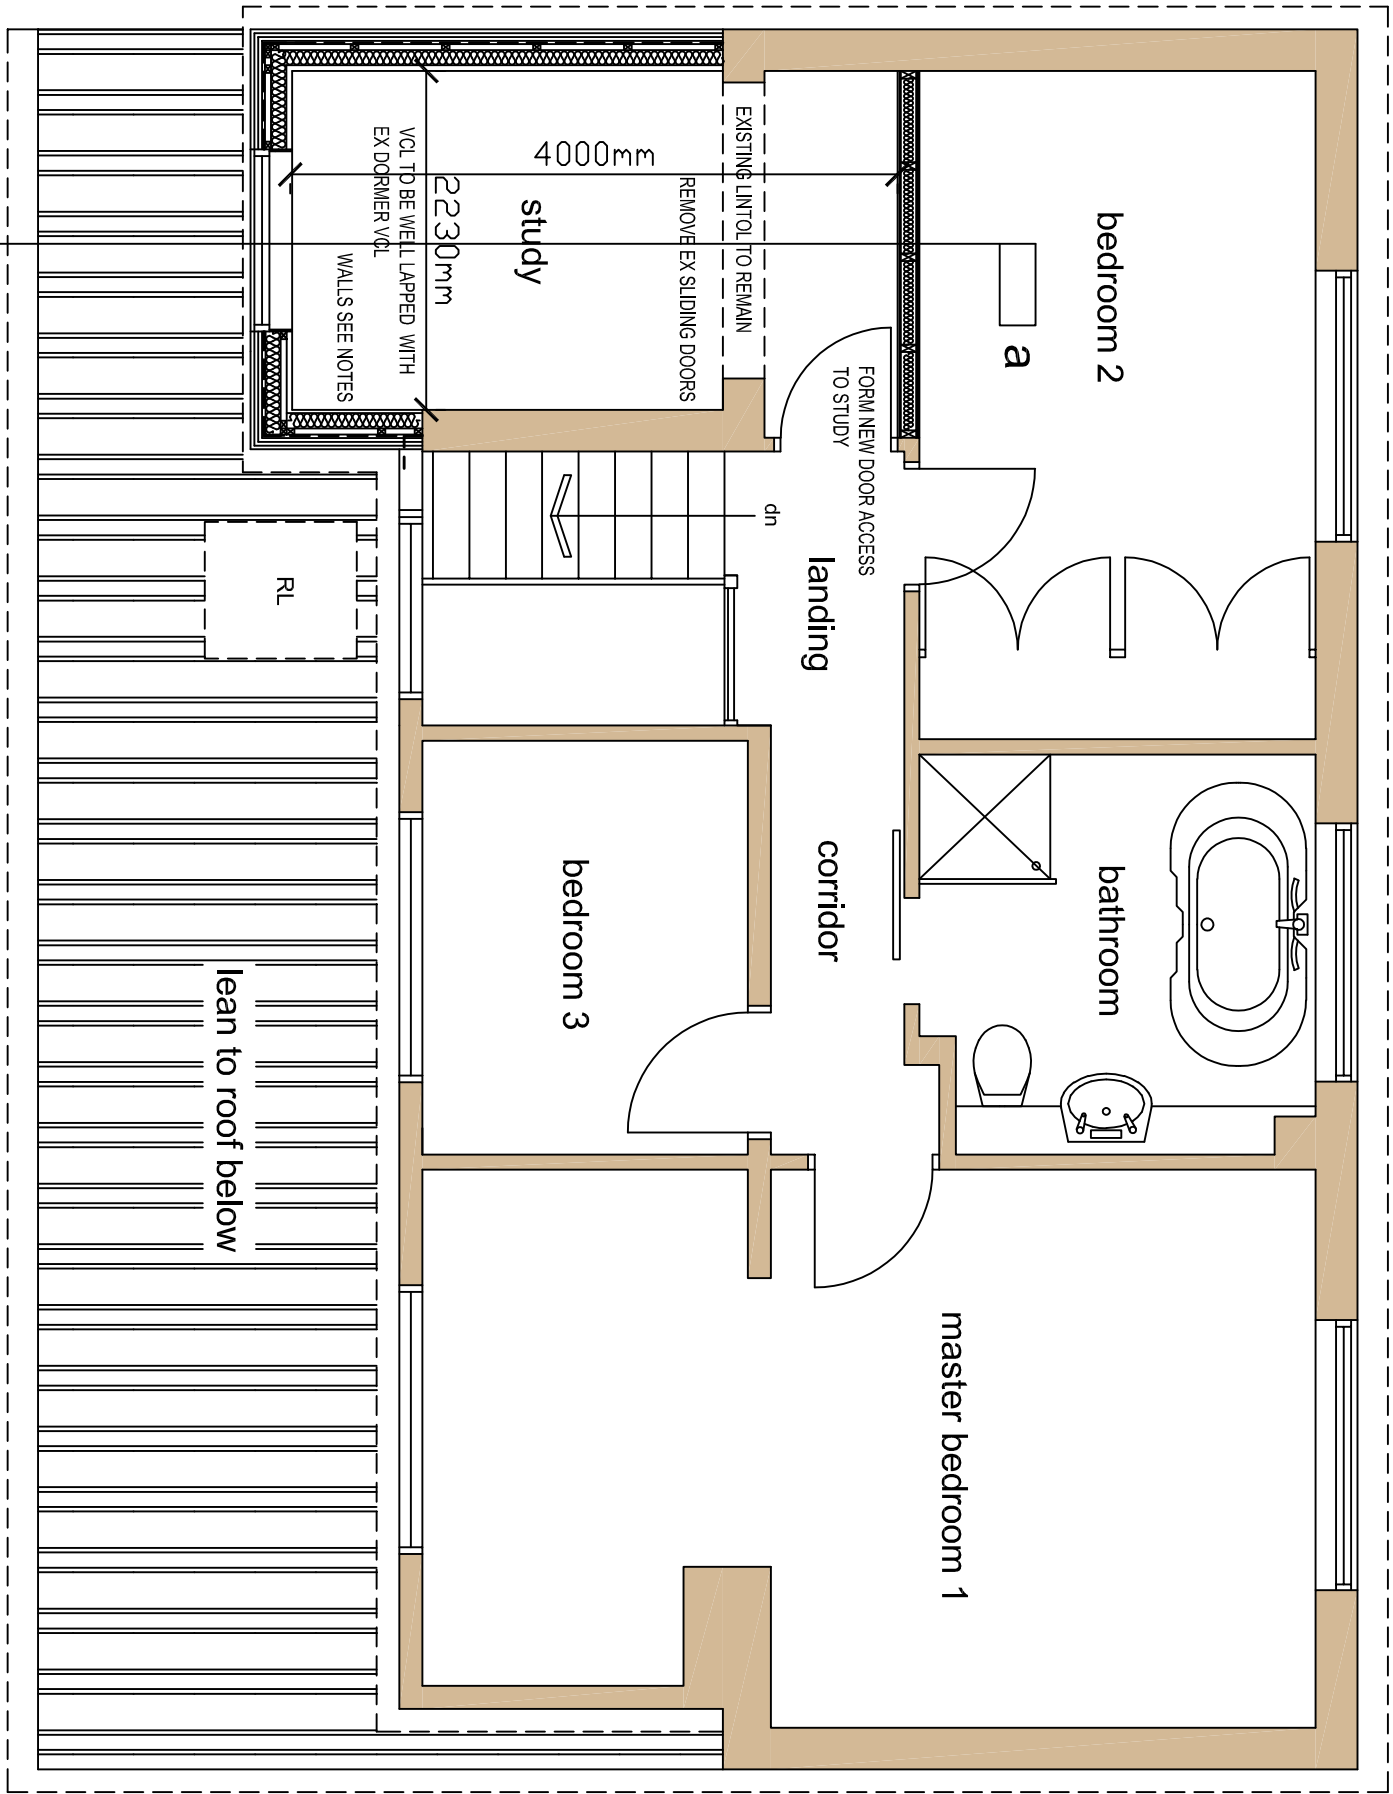 bedroom 2
a
bathroom
master bedroom 1
FORM NEW DOOR ACCESS
TO STUDY
landing
corridor
dn
EXISTING LINTOL TO REMAIN
REMOVE EX SLIDING DOORS
4000mm
study
2230mm
VCL TO BE WELL LAPPED WITH
EX DORMER VCL
WALLS SEE NOTES
bedroom 3
RL
lean to roof below